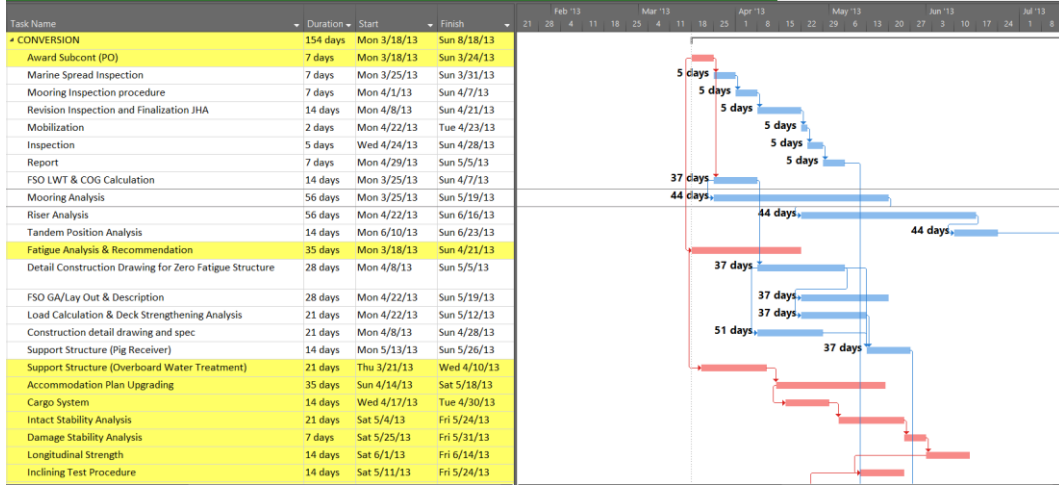 Feb '13 Mar '13 Apr '13 May '13 Jun '13 Jul '13
Task Name Duration Start Finish 21 28 4 11 18 25 4 11 18 25 1 8 15 22 29 6 13 20 27 3 10 17 24 1 8
CONVERSION 154 days Mon 3/18/13 Sun 8/18/13
Award Subcont (PO) 7 days Mon 3/18/13 Sun 3/24/13
Marine Spread Inspection 7 days Mon 3/25/13 Sun 3/31/13 5 days
Mooring Inspection procedure 7 days Mon 4/1/13 Sun 4/7/13 5 days
Revision Inspection and Finalization JHA 14 days Mon 4/8/13 Sun 4/21/13 5 days
Mobilization 2 days Mon 4/22/13 Tue 4/23/13 5 days
Inspection 5 days Wed 4/24/13 Sun 4/28/13 5 days
Report 7 days Mon 4/29/13 Sun 5/5/13 5 days
FSO LWT & COG Calculation 14 days Mon 3/25/13 Sun 4/7/13 37 days
Mooring Analysis 56 days Mon 3/25/13 Sun 5/19/13 44 days
Riser Analysis 56 days Mon 4/22/13 Sun 6/16/13 44 days
Tandem Position Analysis 14 days Mon 6/10/13 Sun 6/23/13 44 days
Fatigue Analysis & Recommendation 35 days Mon 3/18/13 Sun 4/21/13
Detail Construction Drawing for Zero Fatigue Structure 28 days Mon 4/8/13 Sun 5/5/13 37 days
FSO GA/Lay Out & Description 28 days Mon 4/22/13 Sun 5/19/13 37 days
Load Calculation & Deck Strengthening Analysis 21 days Mon 4/22/13 Sun 5/12/13 37 days
Construction detail drawing and spec 21 days Mon 4/8/13 Sun 4/28/13 51 days
Support Structure (Pig Receiver) 14 days Mon 5/13/13 Sun 5/26/13 37 days
Support Structure (Overboard Water Treatment) 21 days Thu 3/21/13 Wed 4/10/13
Accommodation Plan Upgrading 35 days Sun 4/14/13 Sat 5/18/13
Cargo System 14 days Wed 4/17/13 Tue 4/30/13
Intact Stability Analysis 21 days Sat 5/4/13 Fri 5/24/13
Damage Stability Analysis 7 days Sat 5/25/13 Fri 5/31/13
Longitudinal Strength 14 days Sat 6/1/13 Fri 6/14/13
Inclining Test Procedure 14 days Sat 5/11/13 Fri 5/24/13